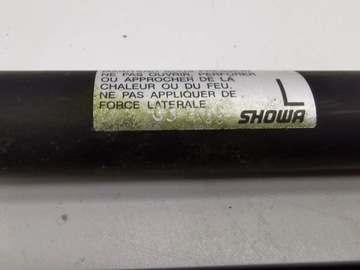 NE PAS OUVRIR, PERFORER
OU APPROCHER DE LA
CHALEUR OU DU FEU.
NE PAS APPLIQUER DE
FORCE LATERALE.
L
SHOWA